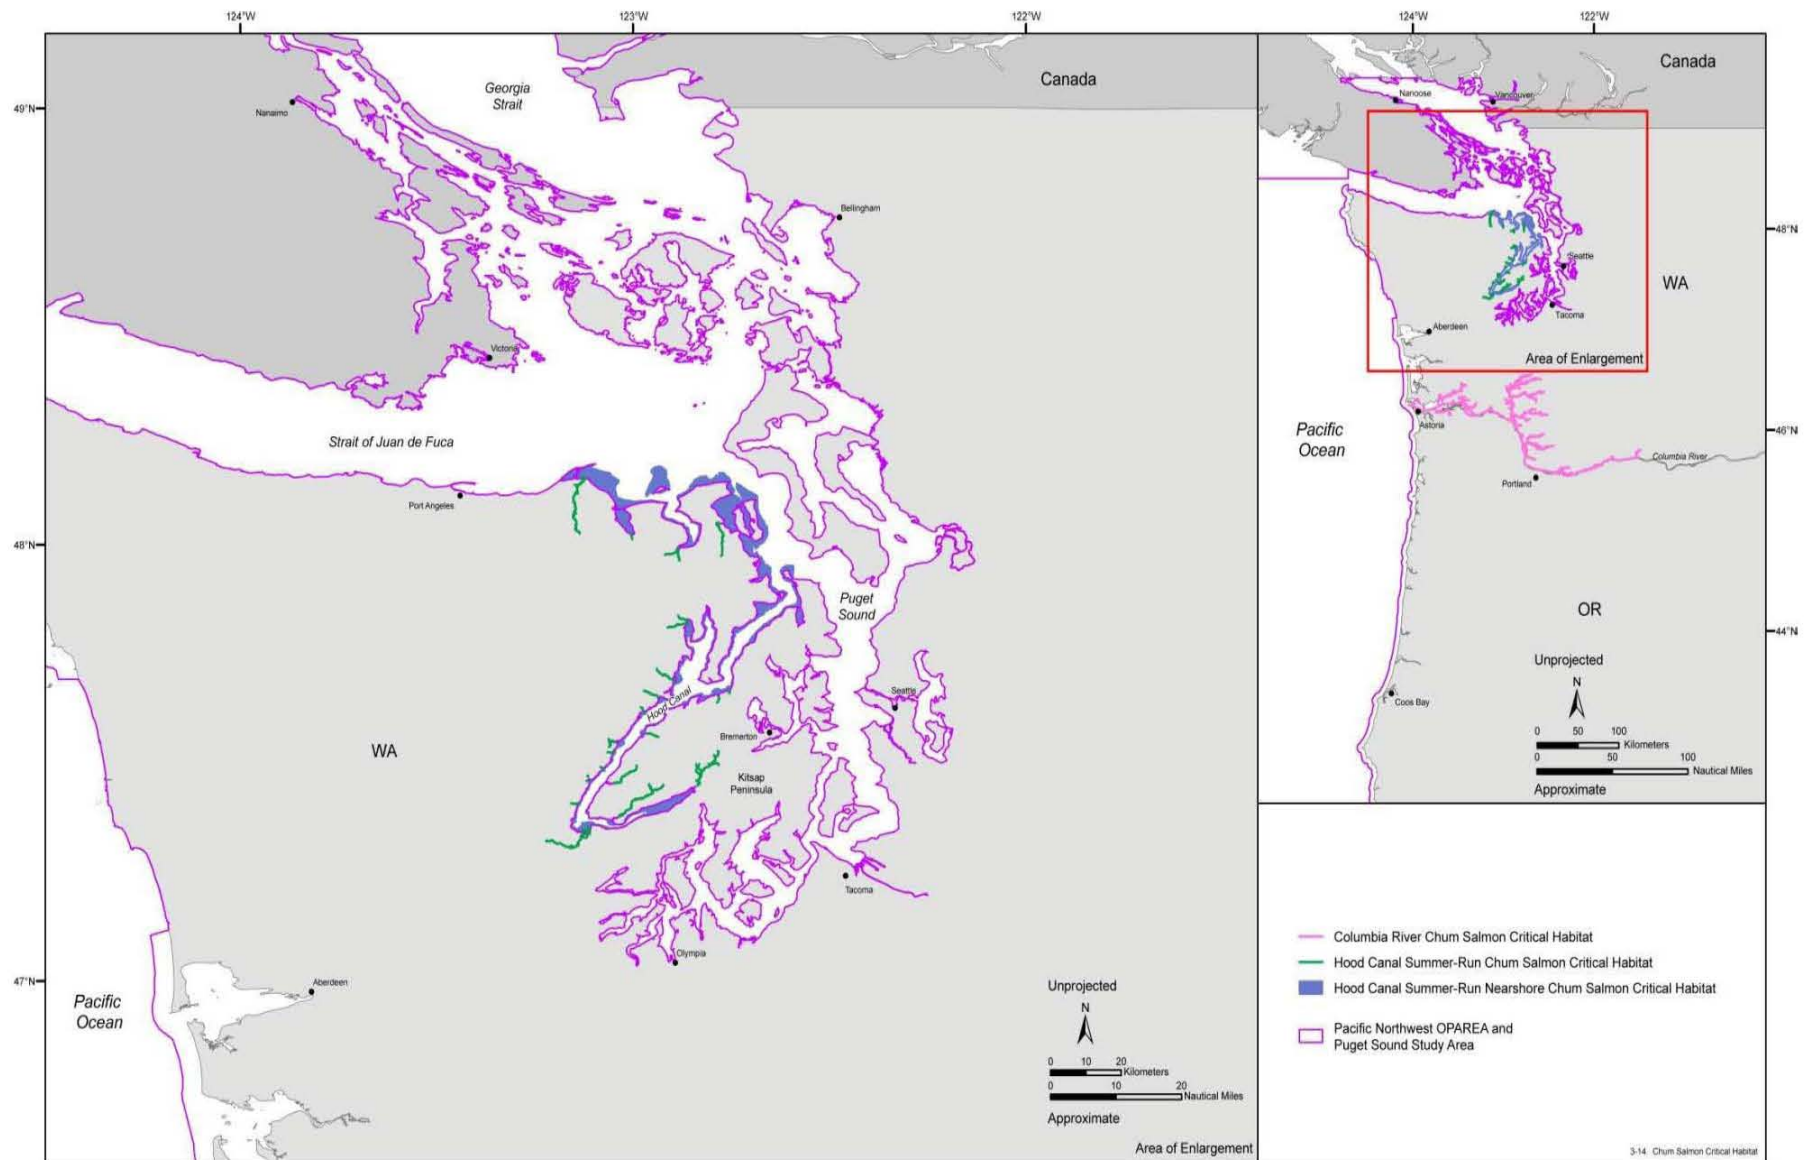 124°W
123°W
122°W
49°N
48°N
47°N
Georgia
Strait
Canada
Nanaimo
Bellingham
Victoria
Strait of Juan de Fuca
Port Angeles
Puget
Sound
Hood Canal
Seattle
Bremerton
WA
Kitsap
Peninsula
Tacoma
Olympia
Aberdeen
Pacific
Ocean
Unprojected
N
0 10 20
Kilometers
0 10 20
Nautical Miles
Approximate
Area of Enlargement
124°W
122°W
48°N
46°N
44°N
Canada
Nanoose
Vancouver
Seattle
WA
Tacoma
Aberdeen
Area of Enlargement
Astoria
Pacific
Ocean
Columbia River
Portland
OR
Coos Bay
Unprojected
N
0 50 100
Kilometers
0 50 100
Nautical Miles
Approximate
Columbia River Chum Salmon Critical Habitat
Hood Canal Summer-Run Chum Salmon Critical Habitat
Hood Canal Summer-Run Nearshore Chum Salmon Critical Habitat
Pacific Northwest OPAREA and
Puget Sound Study Area
3-14 Chum Salmon Critical Habitat